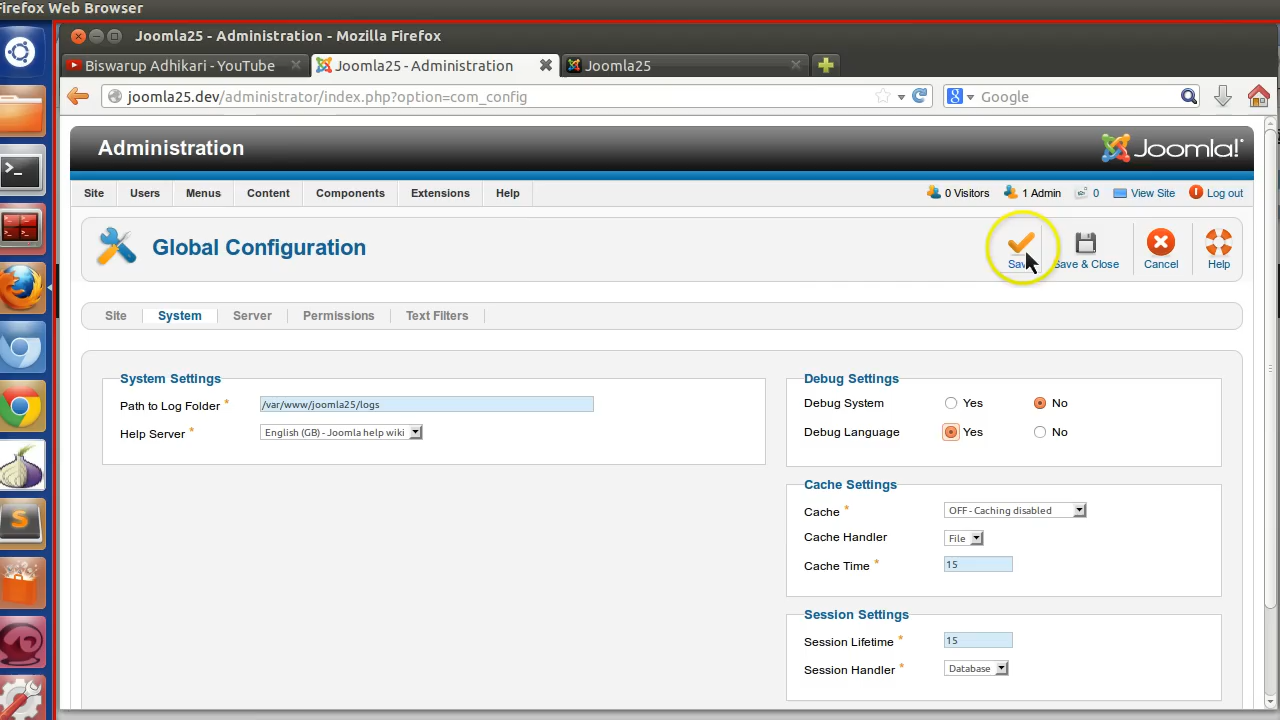 Firefox Web Browser
Joomla25 - Administration - Mozilla Firefox
Biswarup Adhikari - YouTube
Joomla25 - Administration
Joomla25
joomla25.dev/administrator/index.php?option=com_config
Google
Administration
Joomla!
Site Users Menus Content Components Extensions Help
0 Visitors 1 Admin 0 View Site Log out
Global Configuration
Save Save & Close Cancel Help
Site System Server Permissions Text Filters
System Settings
Path to Log Folder * /var/www/joomla25/logs
Help Server * English (GB) - Joomla help wiki
Debug Settings
Debug System Yes No
Debug Language Yes No
Cache Settings
Cache * OFF - Caching disabled
Cache Handler File
Cache Time * 15
Session Settings
Session Lifetime * 15
Session Handler * Database